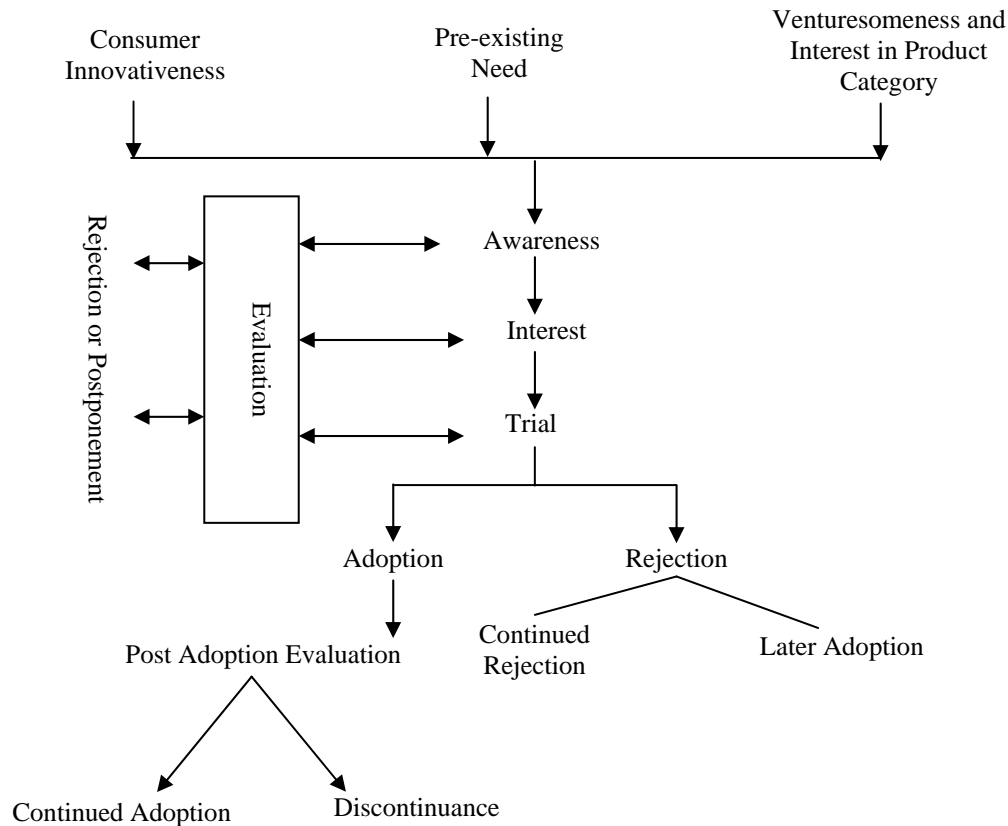 Consumer
Innovativeness
Pre-existing
Need
Venturesomeness and
Interest in Product
Category
Rejection or Postponement
Evaluation
Awareness
Interest
Trial
Adoption
Rejection
Post Adoption Evaluation
Continued
Rejection
Later Adoption
Continued Adoption
Discontinuance